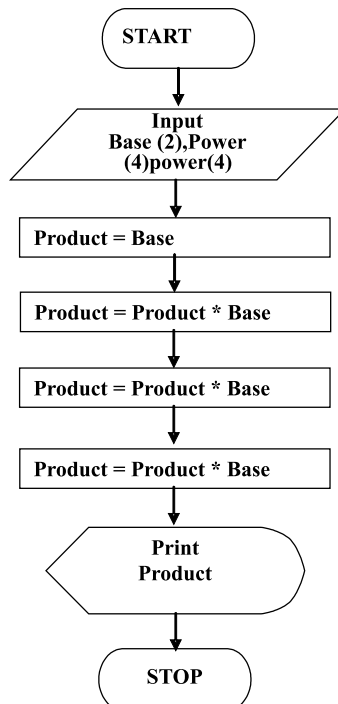 START
Input
Base (2),Power
(4)power(4)
Product = Base
Product = Product * Base
Product = Product * Base
Product = Product * Base
Print
Product
STOP